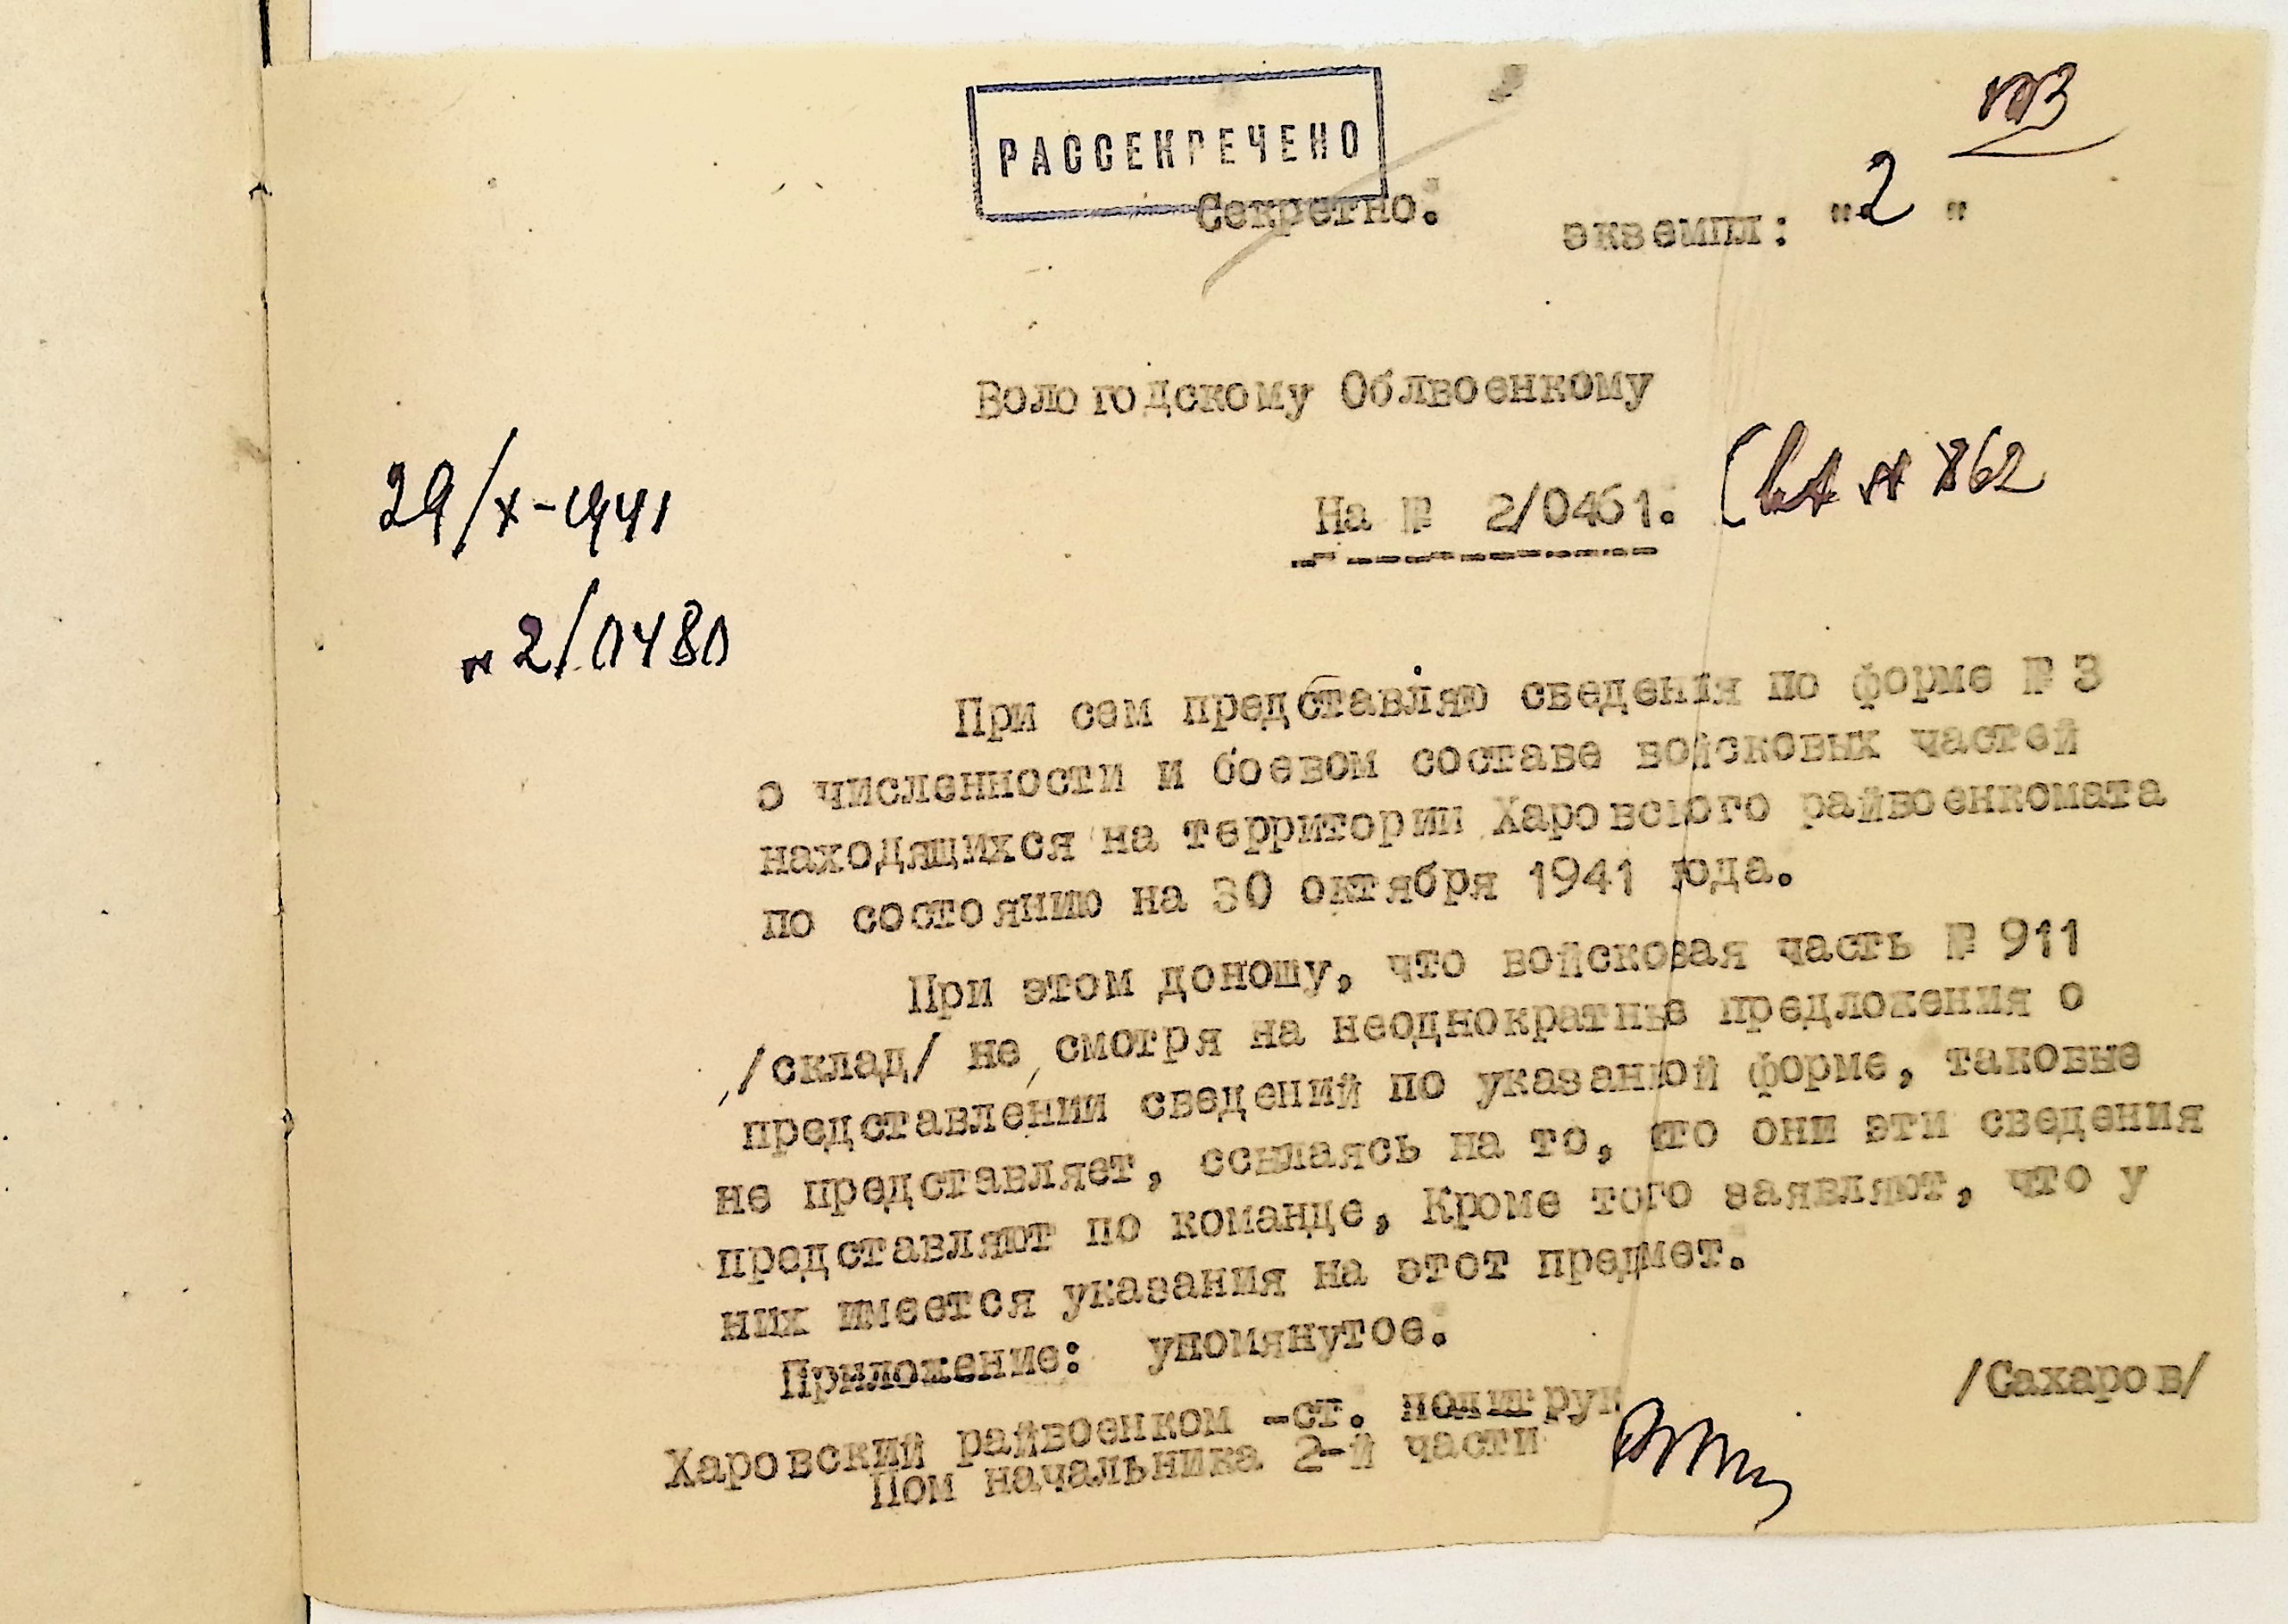 РАССЕКРЕЧЕНО
Секретно.
экземпл: "2"
Вологодскому Облвоенкому
29/X-1941
На № 2/0461.
862
№ 2/0480
При сем представляю сведенія по форме № 3
о численности и боевом составе войсковых частей
находящихся на территории Харовского райвоенкомата
по состоянию на 30 октября 1941 года.
При этом доношу, что войсковая часть № 911
/склад/ не смотря на неоднократные предложения о
представлении сведений по указанной форме, таковые
не представляет, ссылаясь на то, что они эти сведения
представляют по команде, Кроме того заявляют, что у
них имеется указания на этот предмет.
Приложение: упомянутое.
Харовский райвоенком -ст. политрук
/Сахаров/
Пом начальника 2-й части